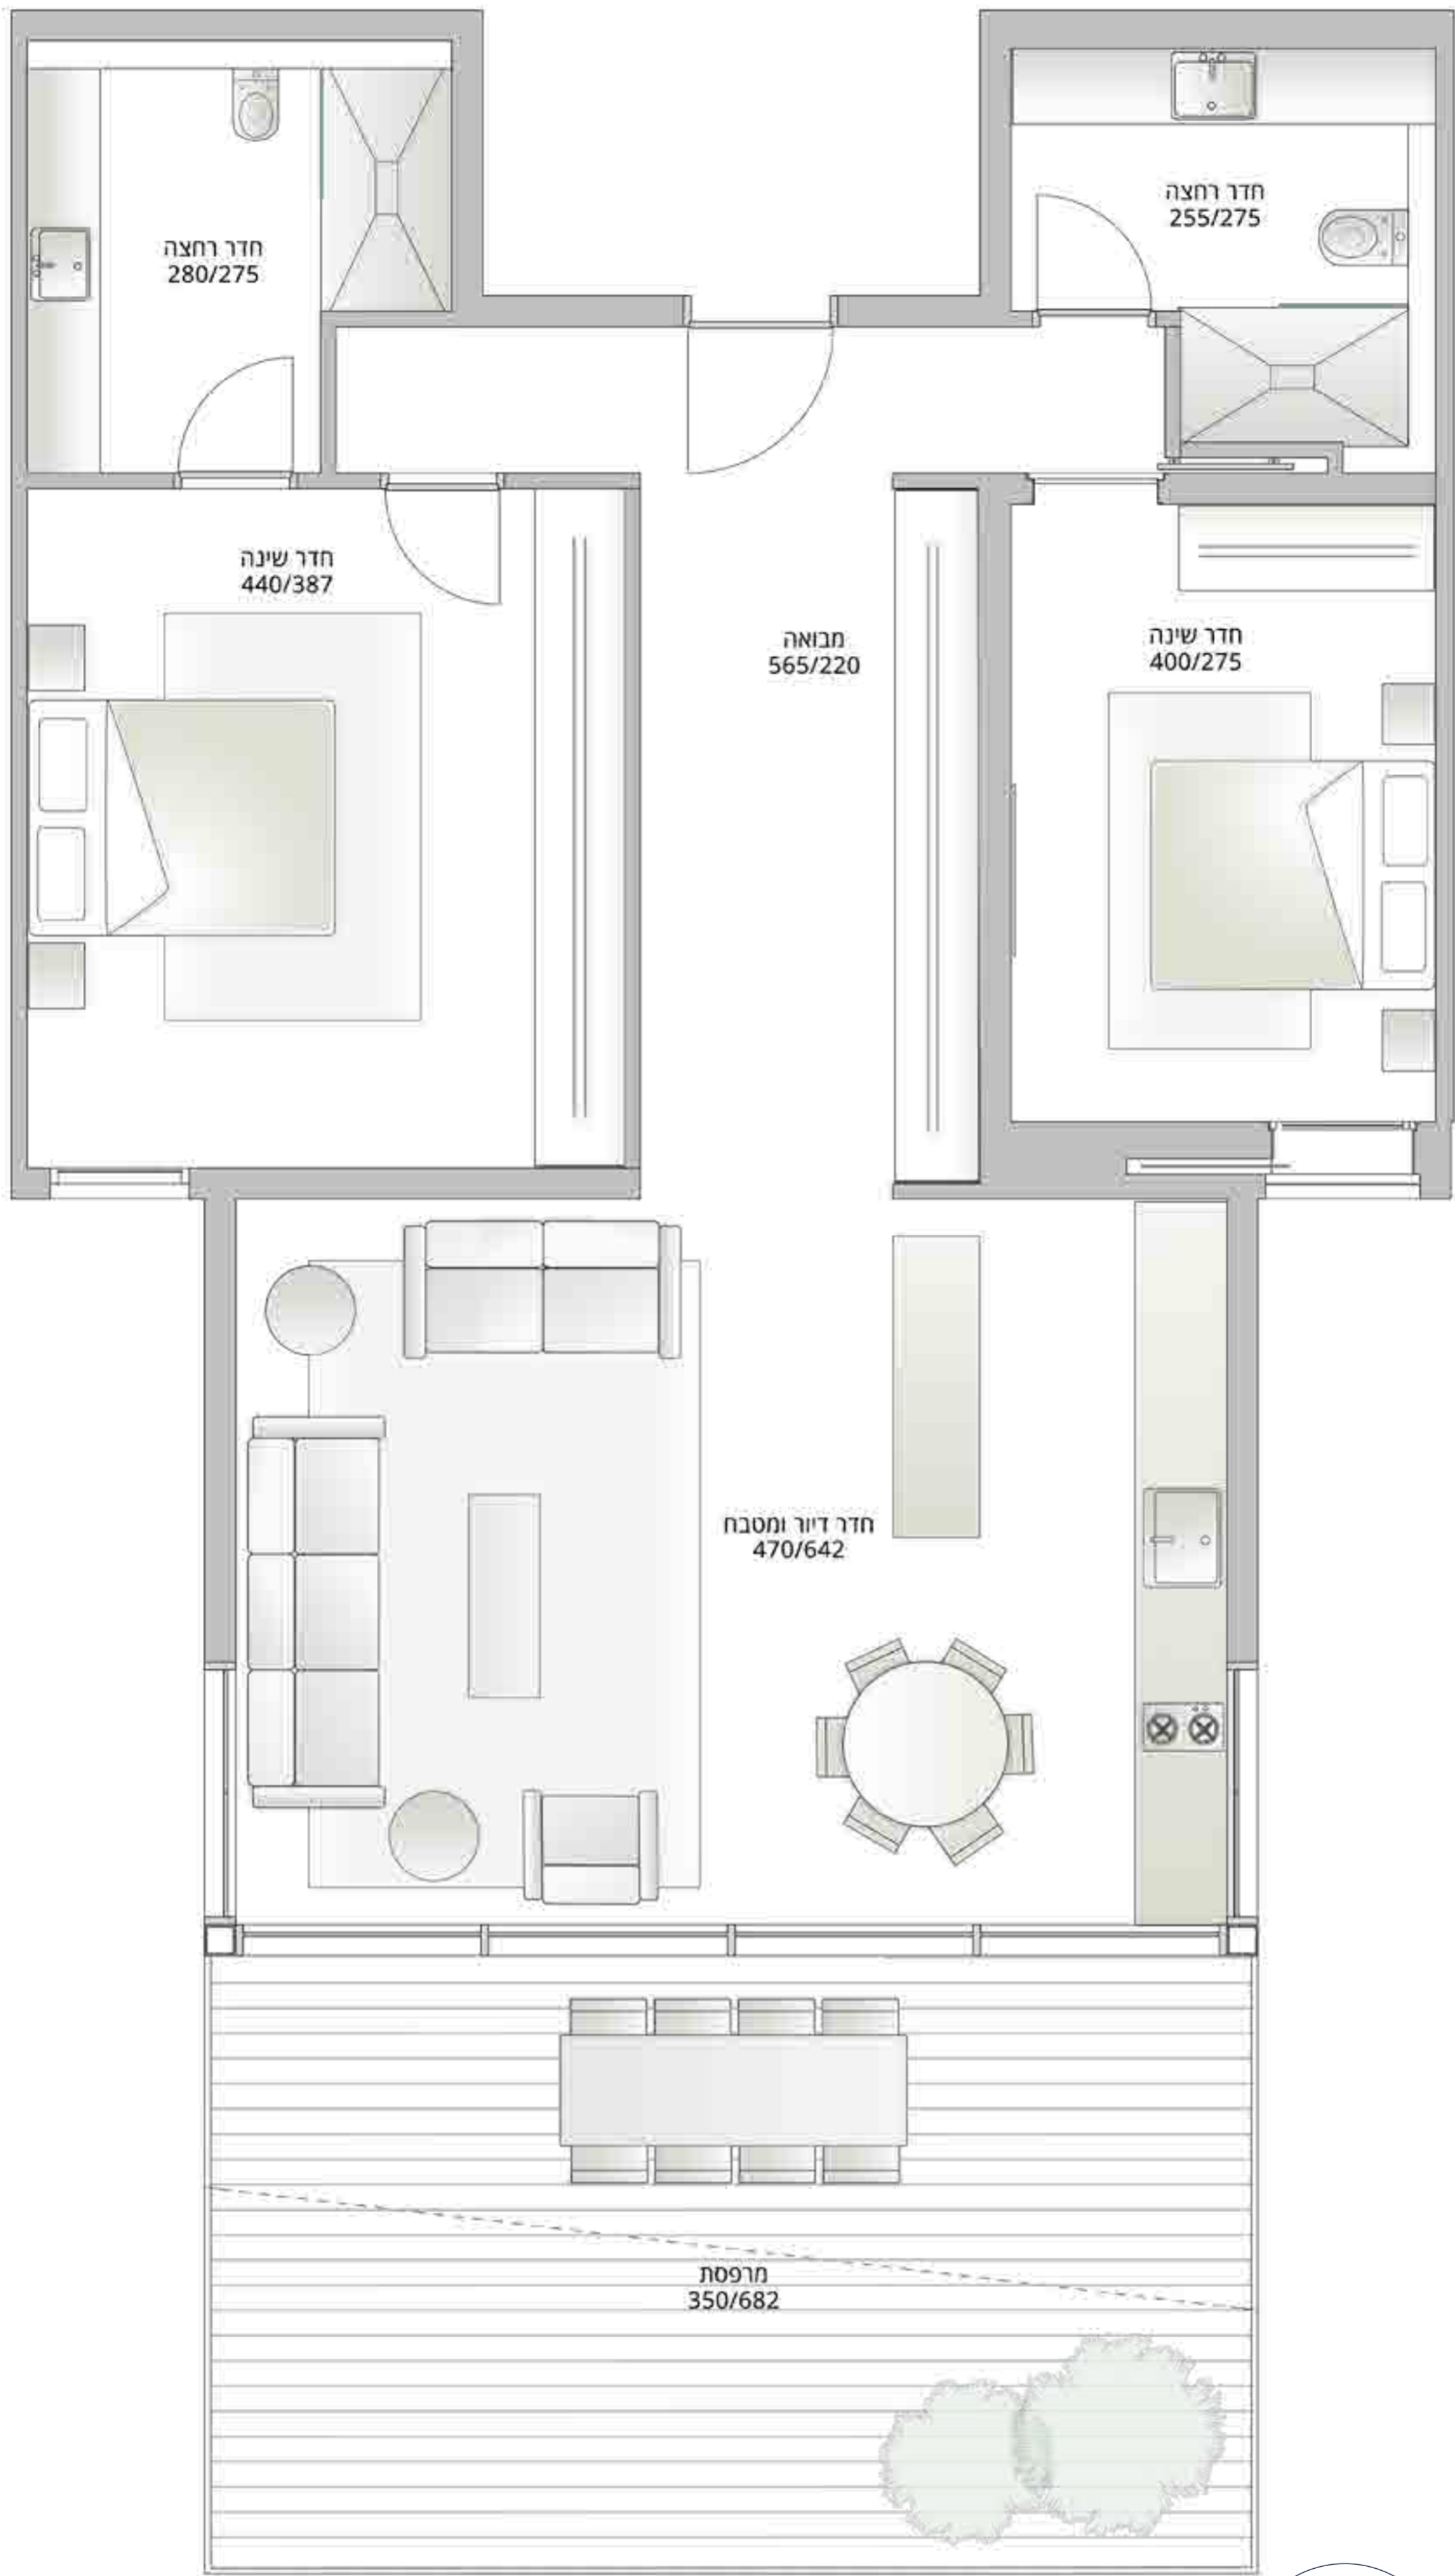 חדר רחצה
255/275
חדר רחצה
280/275
חדר שינה
440/387
מבואה
565/220
חדר שינה
400/275
חדר דיור ומטבח
470/642
מרפסת
350/682